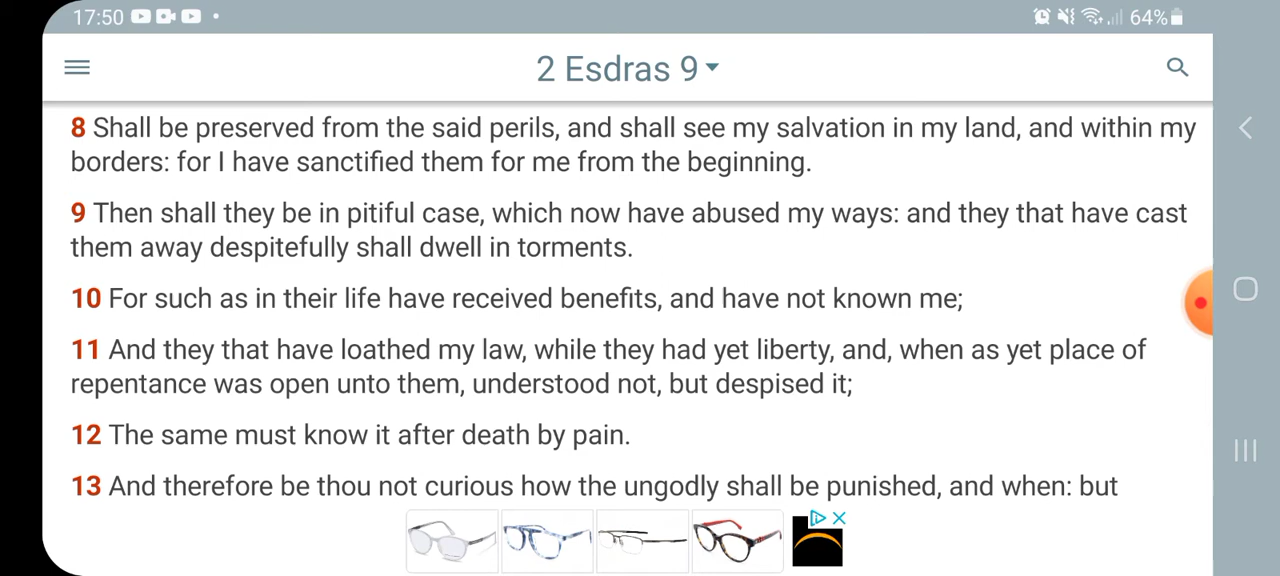 17:50
64%
2 Esdras 9
8 Shall be preserved from the said perils, and shall see my salvation in my land, and within my
borders: for I have sanctified them for me from the beginning.
9 Then shall they be in pitiful case, which now have abused my ways: and they that have cast
them away despitefully shall dwell in torments.
10 For such as in their life have received benefits, and have not known me;
11 And they that have loathed my law, while they had yet liberty, and, when as yet place of
repentance was open unto them, understood not, but despised it;
12 The same must know it after death by pain.
13 And therefore be thou not curious how the ungodly shall be punished, and when: but